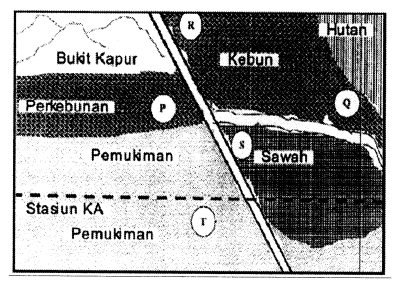 R
Hutan
Bukit Kapur
Kebun
Perkebunan
P
Q
S
Pemukiman
Sawah
Stasiun KA
T
Pemukiman